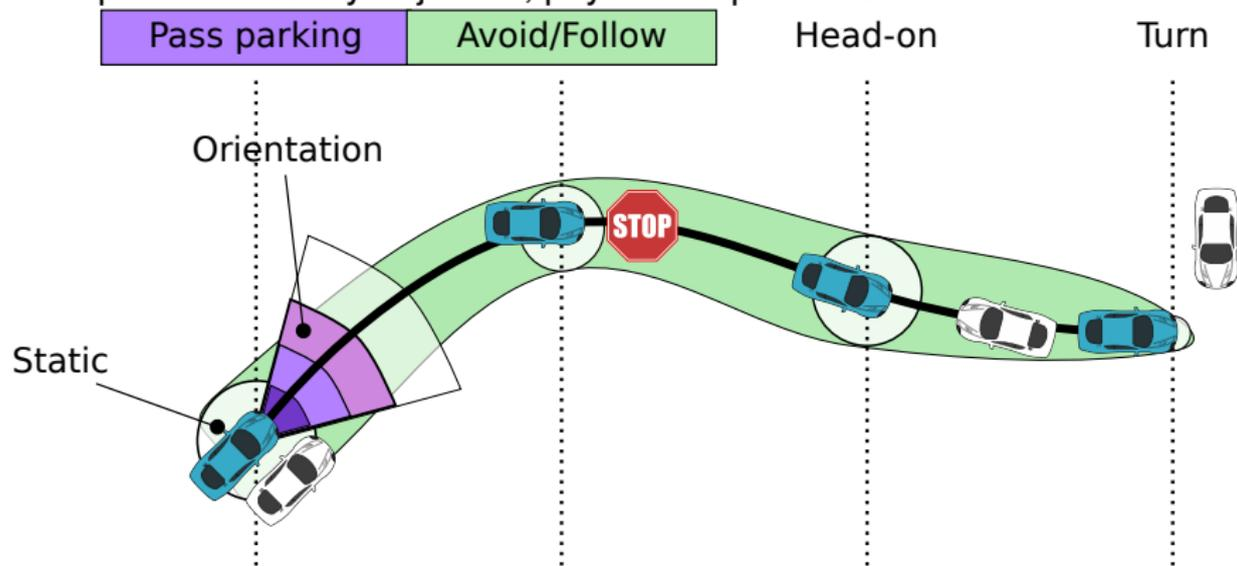 Pass parking
Avoid/Follow
Head-on
Turn
Orientation
STOP
Static